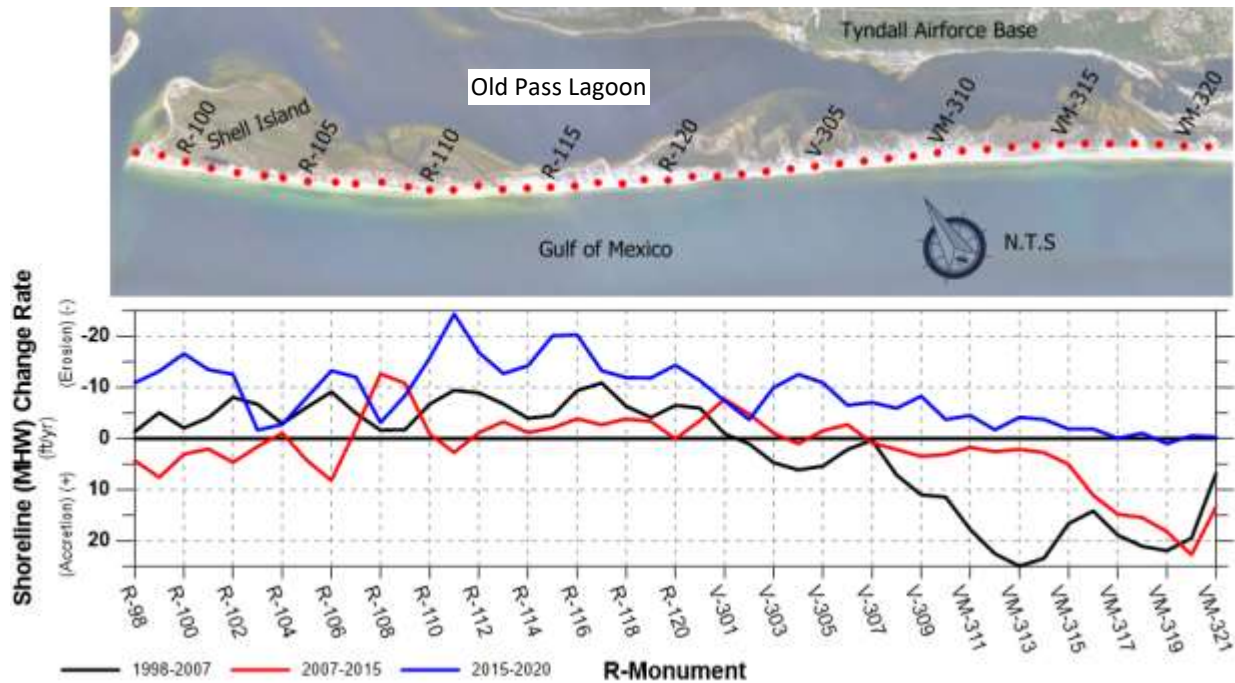 Tyndall Airforce Base
Old Pass Lagoon
Shell Island
R-100
R-105
R-110
R-115
R-120
V-305
VM-310
VM-315
VM-320
Gulf of Mexico
N.T.S
Shoreline (MHW) Change Rate
(ft/yr)
(Accretion) (+)
(Erosion) (-)
-20
-10
0
10
20
R-98
R-100
R-102
R-104
R-106
R-108
R-110
R-112
R-114
R-116
R-118
R-120
V-301
V-303
V-305
V-307
V-309
VM-311
VM-313
VM-315
VM-317
VM-319
VM-321
1998-2007
2007-2015
2015-2020
R-Monument